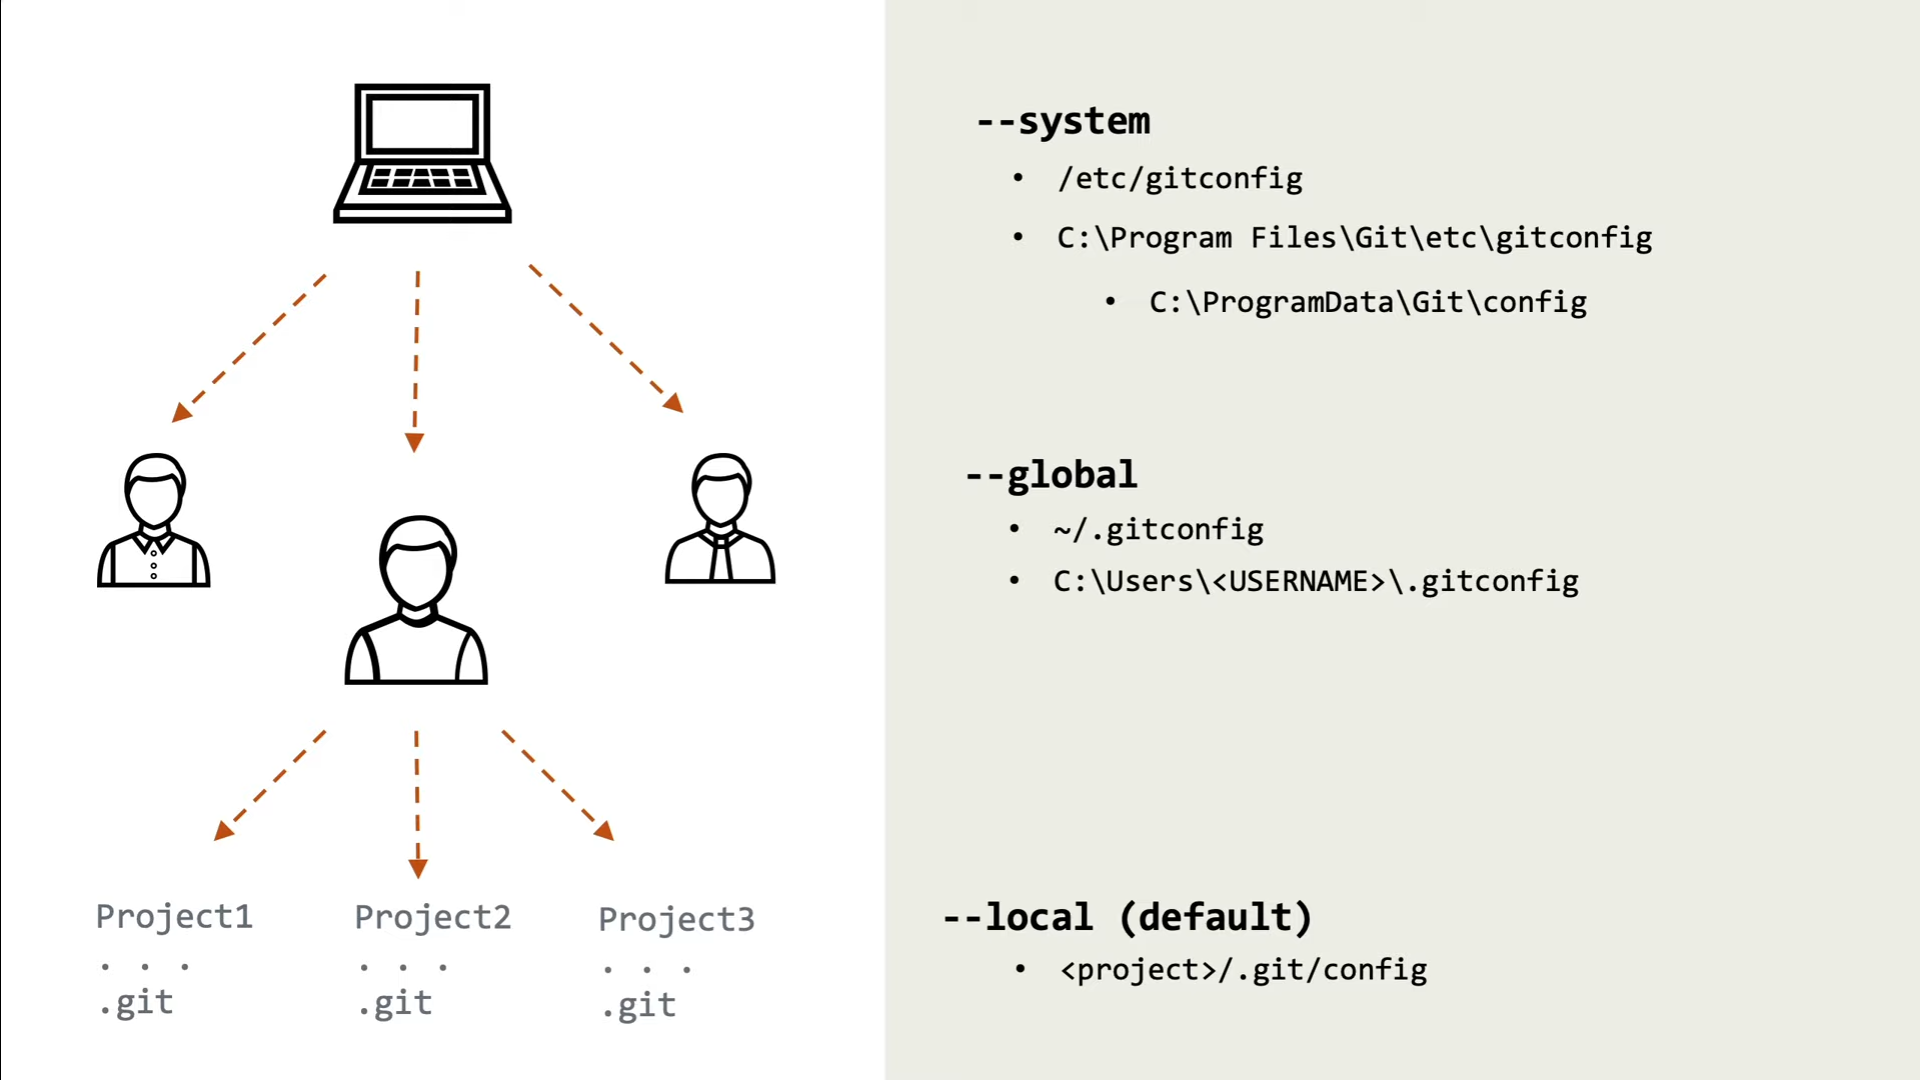 --system
• /etc/gitconfig
• C:\Program Files\Git\etc\gitconfig
• C:\ProgramData\Git\config
--global
• ~/.gitconfig
• C:\Users\<USERNAME>\.gitconfig
Project1
. . .
.git
Project2
. . .
.git
Project3
. . .
.git
--local (default)
• <project>/.git/config